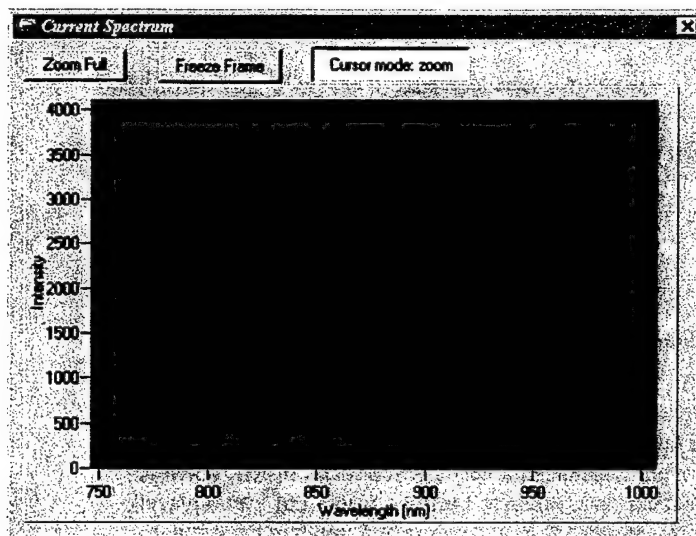 Current Spectrum
Zoom Full
Freeze Frame
Cursor mode: zoom
4000
3500
3000
2500
2000
1500
1000
500
0
Intensity
750
800
850
900
950
1000
Wavelength (nm)